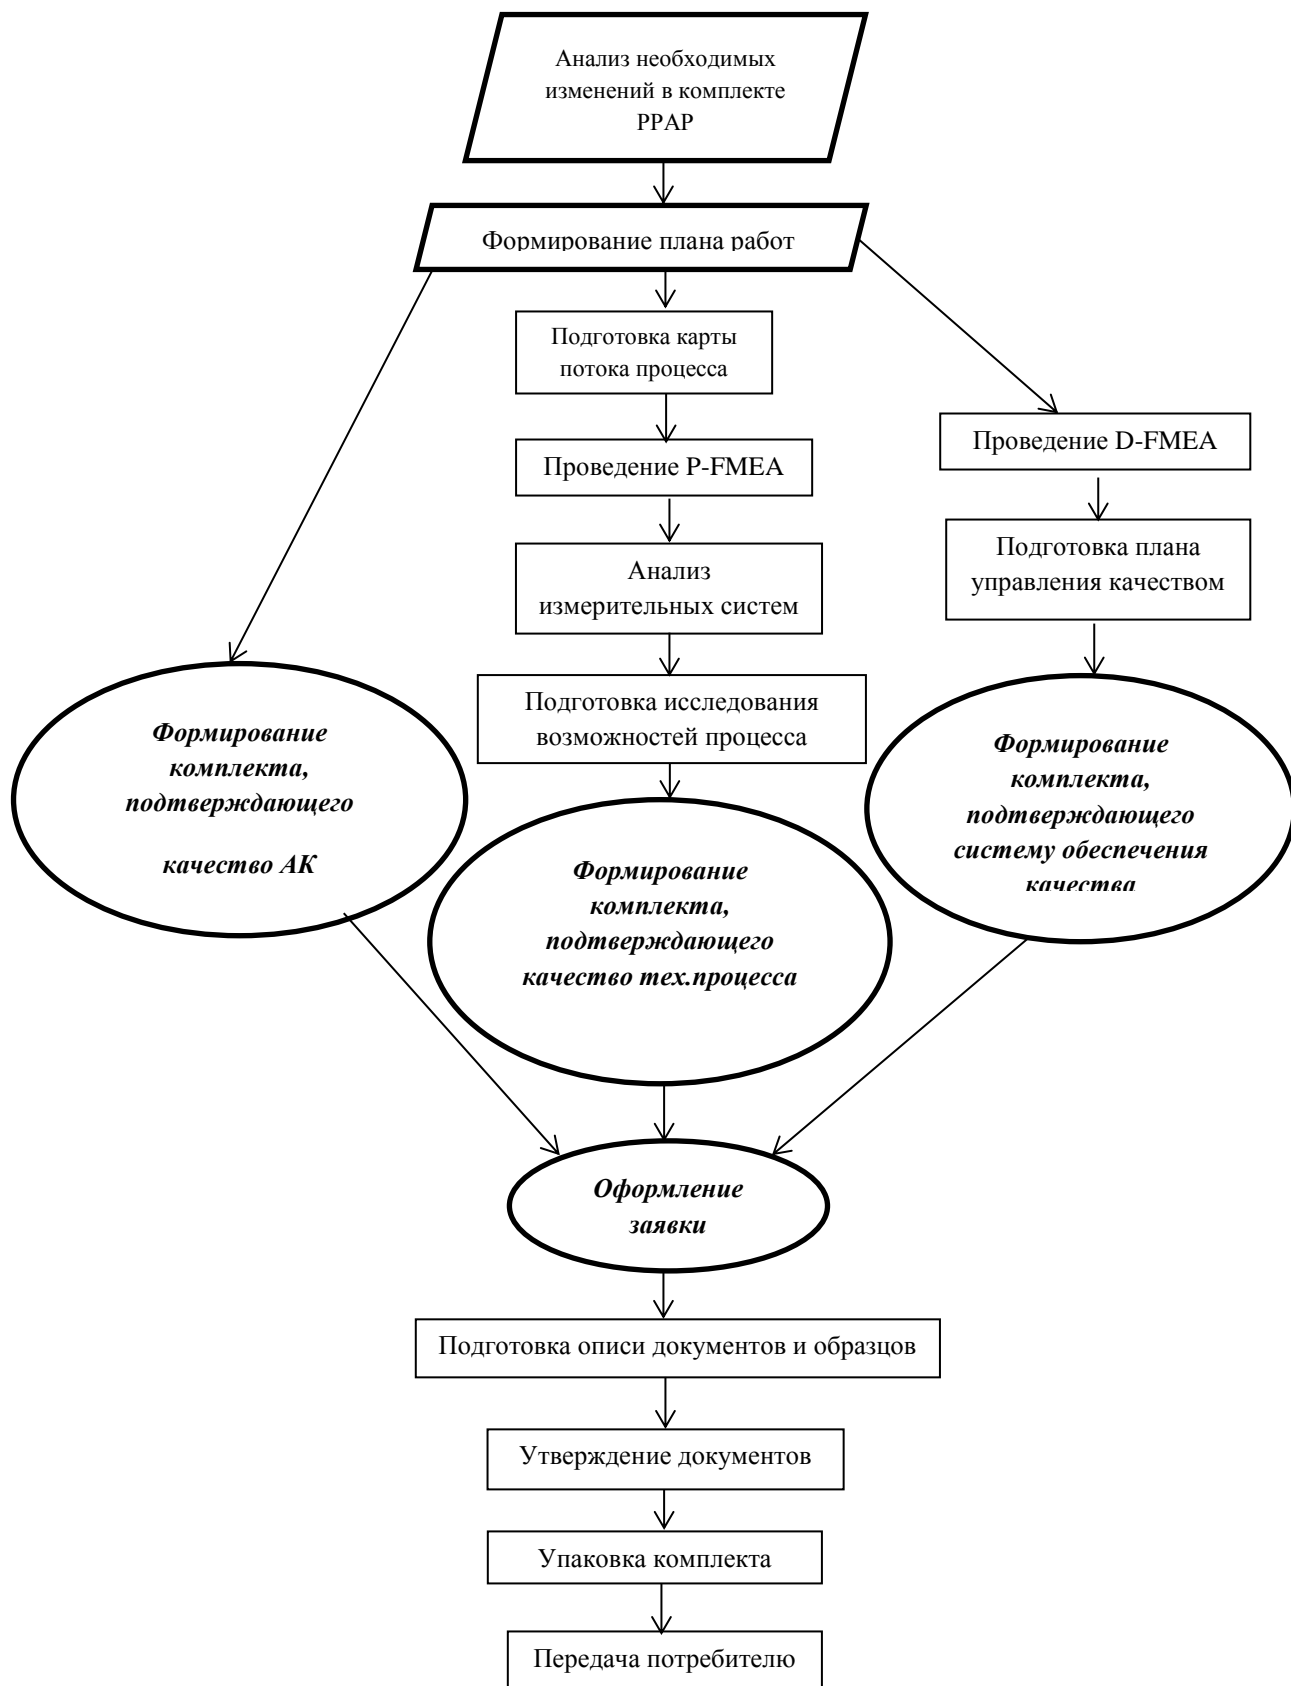 Анализ необходимых
изменений в комплекте
PPAP
Формирование плана работ
Подготовка карты
потока процесса
Проведение P-FMEA
Анализ
измерительных систем
Подготовка исследования
возможностей процесса
Проведение D-FMEA
Подготовка плана
управления качеством
Формирование
комплекта,
подтверждающего
качество АК
Формирование
комплекта,
подтверждающего
качество тех.процесса
Формирование
комплекта,
подтверждающего
систему обеспечения
качества
Оформление
заявки
Подготовка описи документов и образцов
Утверждение документов
Упаковка комплекта
Передача потребителю